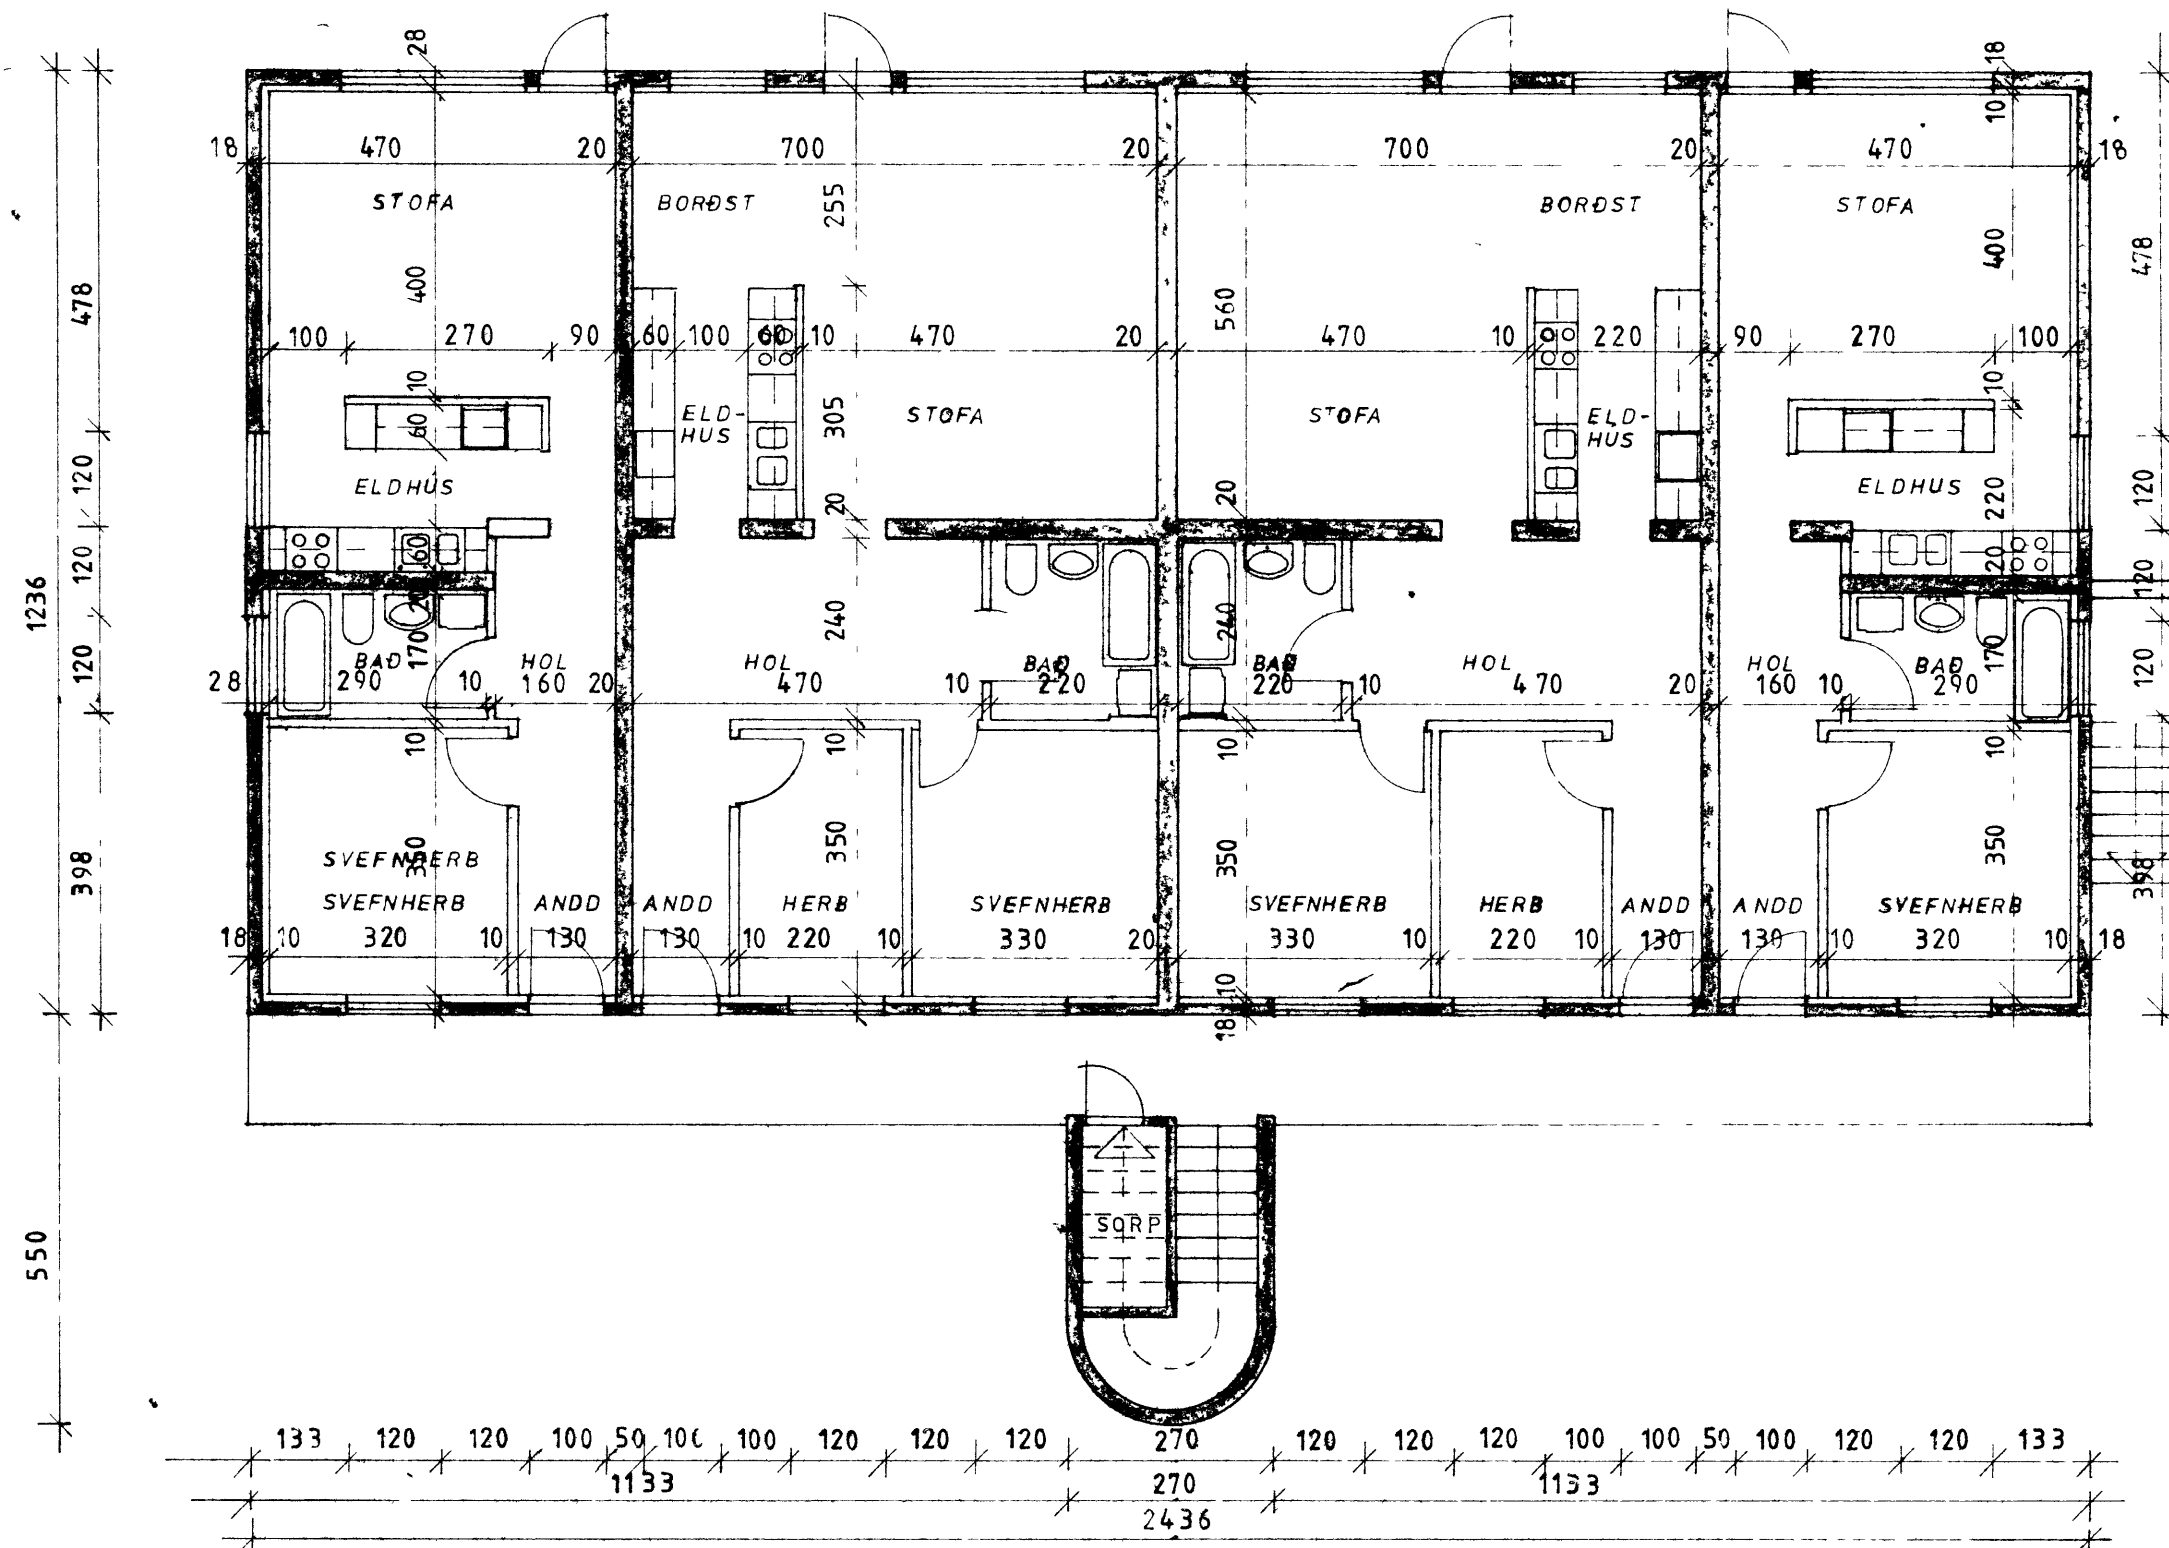 28
18
18 470 20 700 20 700 20 470 18
10
STOFA BORÐST BORÐST STOFA
255
478 400 560 400 478
100 270 90 60 100 60 10 470 20 470 10 220 90 270 100
10 10
60 305
ELD-
HUS
STOFA STOFA
ELD-
HUS
120 ELDHÚS 20 20 ELDHUS 220 120
120 60 20 120
1236
20
170 240 240 170
120 BAÐ HOL HOL BAÐ BAÐ HOL HOL BAÐ 120
28 290 10 160 20 470 10 220 220 10 470 20 160 10 290
10 10 10 10
398 350 350 350 350 398
SVEFNHERB
SVEFNHERB ANDD ANDD HERB SVEFNHERB SVEFNHERB HERB ANDD ANDD SVEFNHERB
18 10 320 10 130 130 10 220 10 330 20 330 10 220 10 130 130 10 320 10 18
10
18
SORP
550
133 120 120 100 50 100 120 120 120 270 120 120 120 100 100 50 100 120 120 133
1133 270 1133
2436